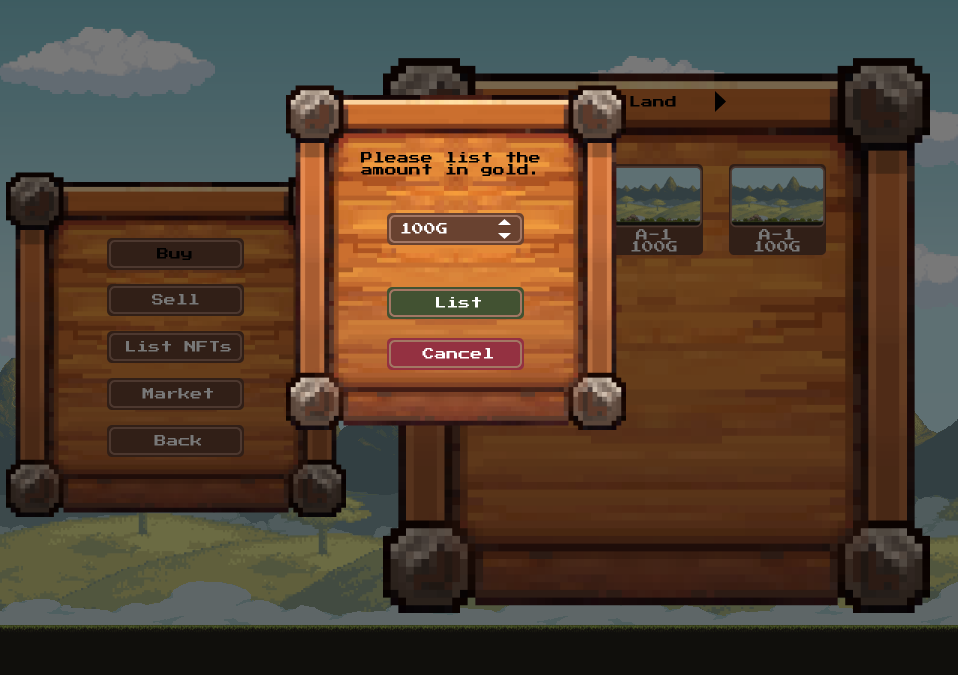 Land
Please list the
amount in gold.
100G
List
Cancel
Buy
Sell
List NFTs
Market
Back
A-1
100G
A-1
100G